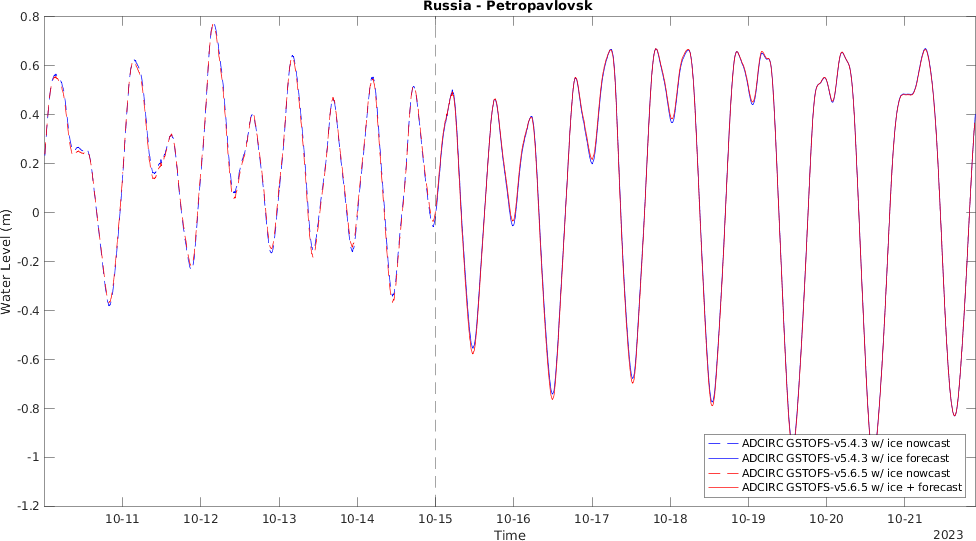 Russia - Petropavlovsk
0.8
0.6
0.4
0.2
0
-0.2
-0.4
-0.6
-0.8
-1
-1.2
Water Level (m)
ADCIRC GSTOFS-v5.4.3 w/ ice nowcast
ADCIRC GSTOFS-v5.4.3 w/ ice forecast
ADCIRC GSTOFS-v5.6.5 w/ ice nowcast
ADCIRC GSTOFS-v5.6.5 w/ ice + forecast
10-11 10-12 10-13 10-14 10-15 10-16 10-17 10-18 10-19 10-20 10-21
Time
2023